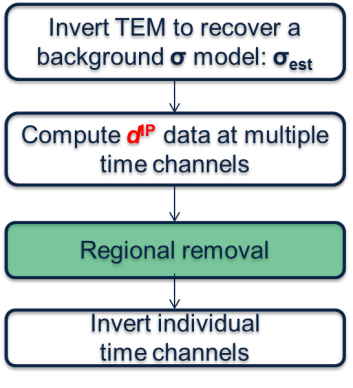 Invert TEM to recover a
background σ model: σest
Compute dIP data at multiple
time channels
Regional removal
Invert individual
time channels